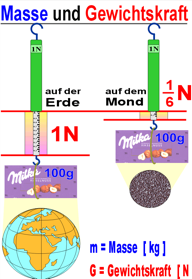 Masse und Gewichtskraft
1N
1N
auf der
Erde
auf dem
Mond
1
6
N
1N
Milka
100g
Milka
100g
m = Masse [ kg ]
G = Gewichtskraft [ N